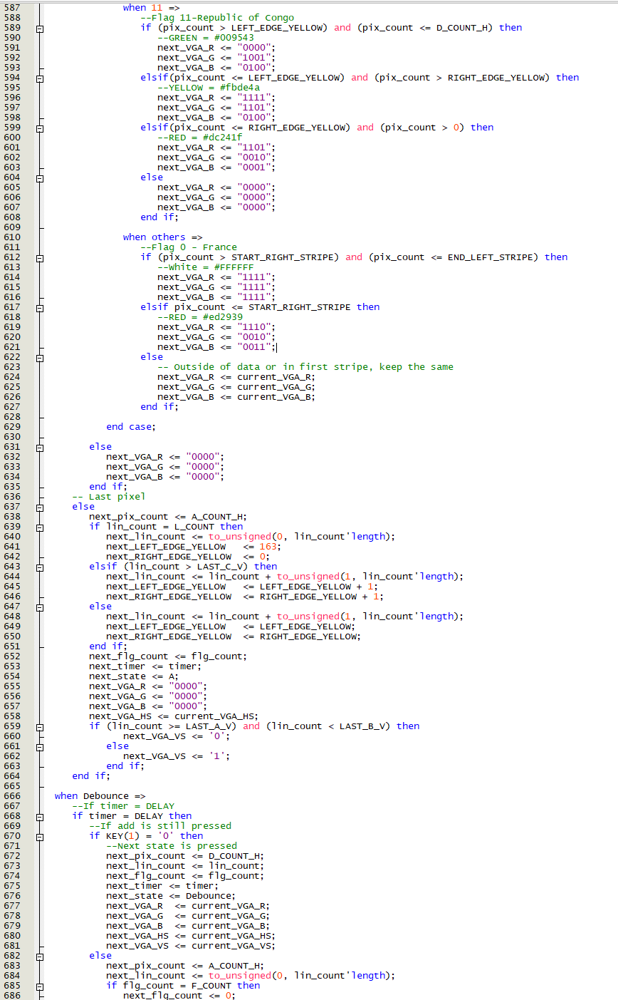 587 when 11 =>
588 --Flag 11-Republic of Congo
589 if (pix_count > LEFT_EDGE_YELLOW) and (pix_count <= D_COUNT_H) then
590 --GREEN = #009543
591 next_VGA_R <= "0000";
592 next_VGA_G <= "1001";
593 next_VGA_B <= "0100";
594 elsif(pix_count <= LEFT_EDGE_YELLOW) and (pix_count > RIGHT_EDGE_YELLOW) then
595 --YELLOW = #fbde4a
596 next_VGA_R <= "1111";
597 next_VGA_G <= "1101";
598 next_VGA_B <= "0100";
599 elsif(pix_count <= RIGHT_EDGE_YELLOW) and (pix_count > 0) then
600 --RED = #dc241f
601 next_VGA_R <= "1101";
602 next_VGA_G <= "0010";
603 next_VGA_B <= "0001";
604 else
605 next_VGA_R <= "0000";
606 next_VGA_G <= "0000";
607 next_VGA_B <= "0000";
608 end if;
609
610 when others =>
611 --Flag 0 - France
612 if (pix_count > START_RIGHT_STRIPE) and (pix_count <= END_LEFT_STRIPE) then
613 --White = #FFFFFF
614 next_VGA_R <= "1111";
615 next_VGA_G <= "1111";
616 next_VGA_B <= "1111";
617 elsif pix_count <= START_RIGHT_STRIPE then
618 --RED = #ed2939
619 next_VGA_R <= "1110";
620 next_VGA_G <= "0010";
621 next_VGA_B <= "0011";
622 else
623 -- Outside of data or in first stripe, keep the same
624 next_VGA_R <= current_VGA_R;
625 next_VGA_G <= current_VGA_G;
626 next_VGA_B <= current_VGA_B;
627 end if;
628
629 end case;
630
631 else
632 next_VGA_R <= "0000";
633 next_VGA_G <= "0000";
634 next_VGA_B <= "0000";
635 end if;
636 -- Last pixel
637 else
638 next_pix_count <= A_COUNT_H;
639 if lin_count = L_COUNT then
640 next_lin_count <= to_unsigned(0, lin_count'length);
641 next_LEFT_EDGE_YELLOW <= 163;
642 next_RIGHT_EDGE_YELLOW <= 0;
643 elsif (lin_count > LAST_C_V) then
644 next_lin_count <= lin_count + to_unsigned(1, lin_count'length);
645 next_LEFT_EDGE_YELLOW <= LEFT_EDGE_YELLOW + 1;
646 next_RIGHT_EDGE_YELLOW <= RIGHT_EDGE_YELLOW + 1;
647 else
648 next_lin_count <= lin_count + to_unsigned(1, lin_count'length);
649 next_LEFT_EDGE_YELLOW <= LEFT_EDGE_YELLOW;
650 next_RIGHT_EDGE_YELLOW <= RIGHT_EDGE_YELLOW;
651 end if;
652 next_flg_count <= flg_count;
653 next_timer <= timer;
654 next_state <= A;
655 next_VGA_R <= "0000";
656 next_VGA_G <= "0000";
657 next_VGA_B <= "0000";
658 next_VGA_HS <= current_VGA_HS;
659 if (lin_count >= LAST_A_V) and (lin_count < LAST_B_V) then
660 next_VGA_VS <= '0';
661 else
662 next_VGA_VS <= '1';
663 end if;
664 end if;
665
666 when Debounce =>
667 --If timer = DELAY
668 if timer = DELAY then
669 --If add is still pressed
670 if KEY(1) = '0' then
671 --Next state is pressed
672 next_pix_count <= D_COUNT_H;
673 next_lin_count <= lin_count;
674 next_flg_count <= flg_count;
675 next_timer <= timer;
676 next_state <= Debounce;
677 next_VGA_R <= current_VGA_R;
678 next_VGA_G <= current_VGA_G;
679 next_VGA_B <= current_VGA_B;
680 next_VGA_HS <= current_VGA_HS;
681 next_VGA_VS <= current_VGA_VS;
682 else
683 next_pix_count <= A_COUNT_H;
684 next_lin_count <= to_unsigned(0, lin_count'length);
685 if flg_count = F_COUNT then
686 next_flg_count <= 0;